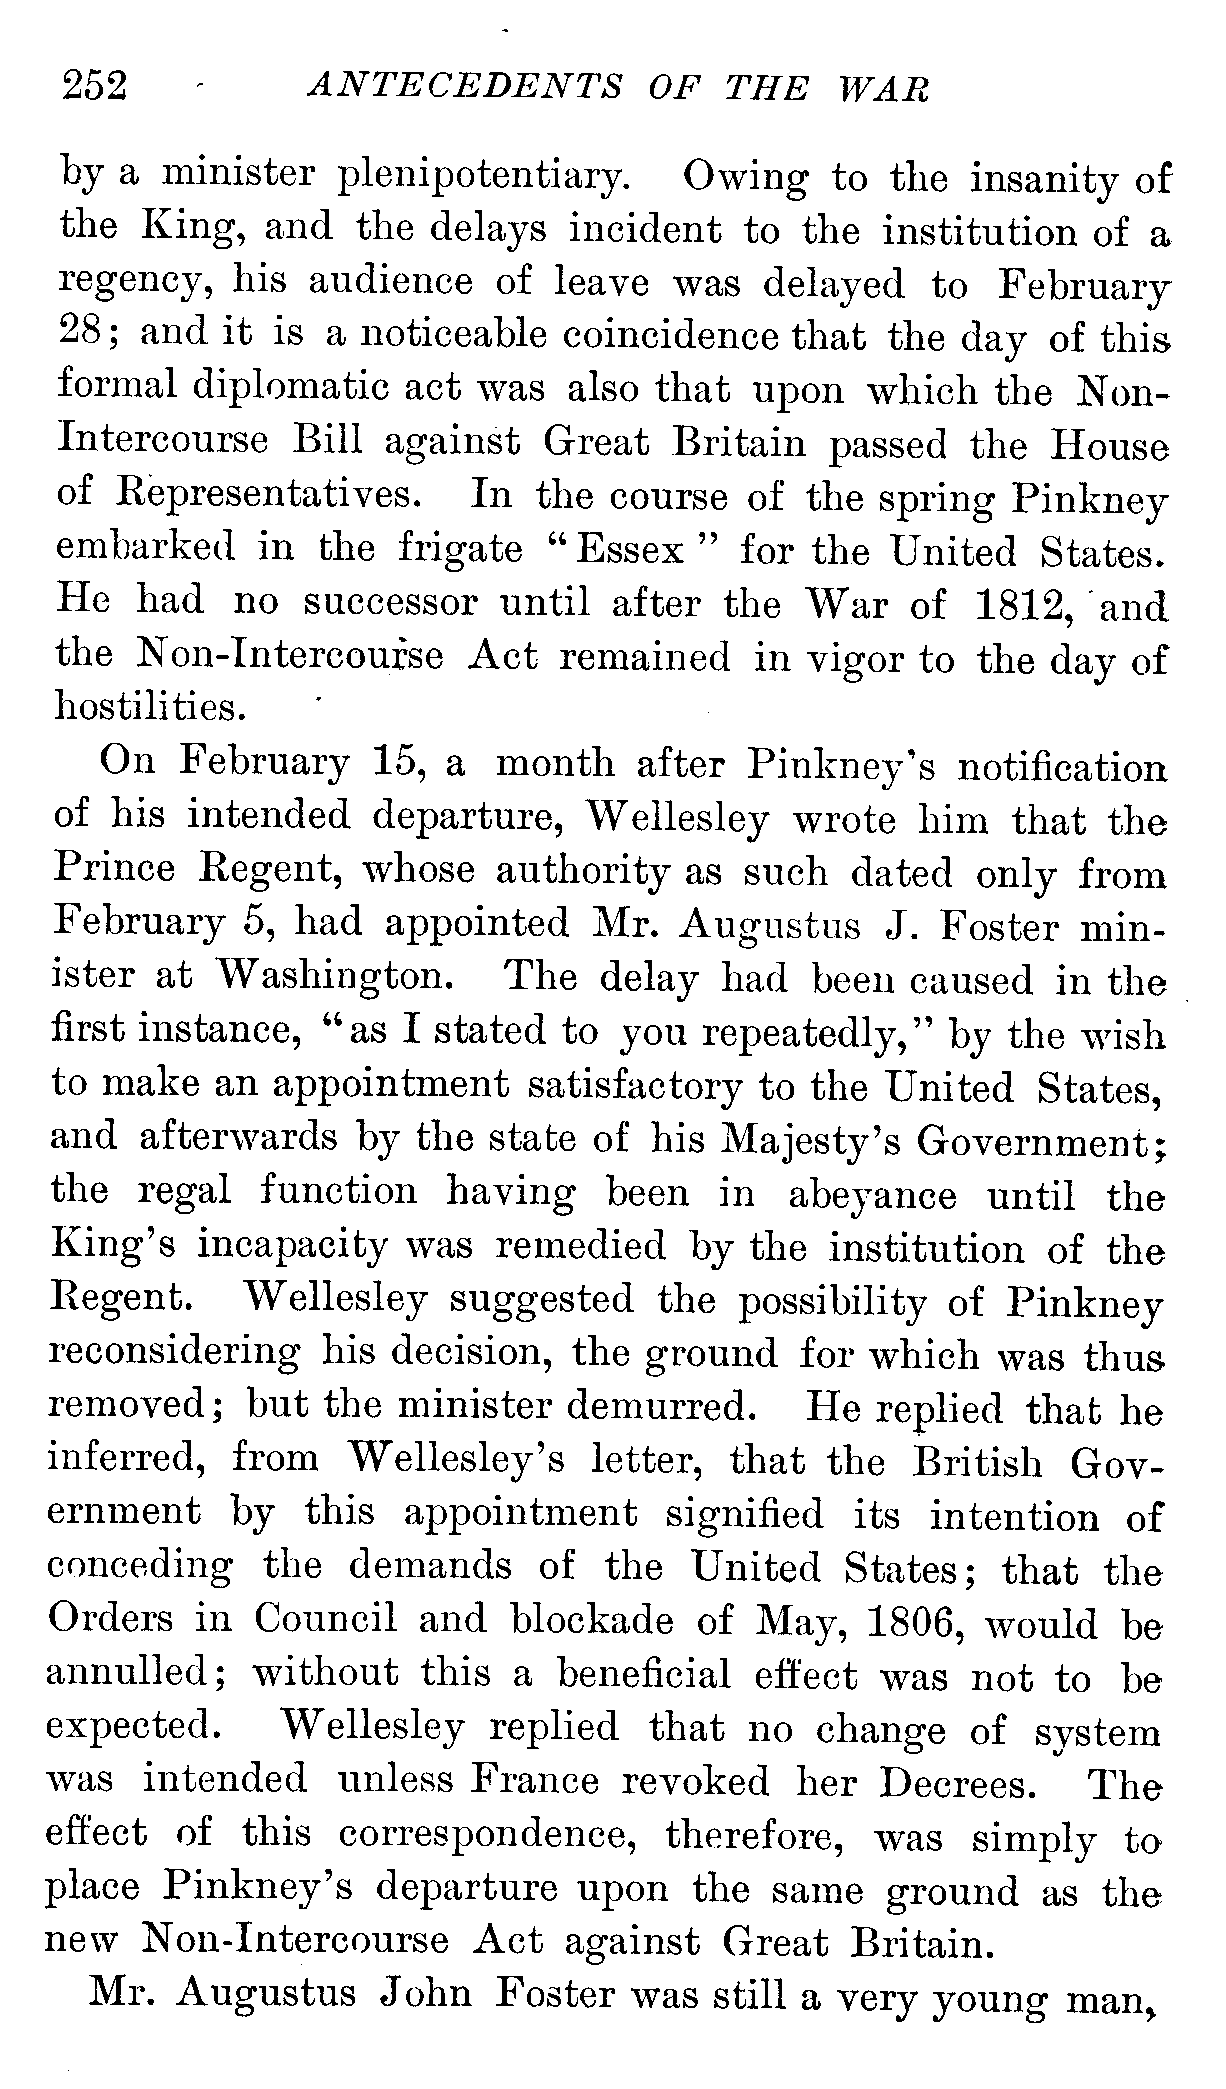 252 ANTECEDENTS OF THE WAR
by a minister plenipotentiary. Owing to the insanity of
the King, and the delays incident to the institution of a
regency, his audience of leave was delayed to February
28; and it is a noticeable coincidence that the day of this
formal diplomatic act was also that upon which the Non-
Intercourse Bill against Great Britain passed the House
of Representatives. In the course of the spring Pinkney
embarked in the frigate “Essex” for the United States.
He had no successor until after the War of 1812, and
the Non-Intercourse Act remained in vigor to the day of
hostilities.
On February 15, a month after Pinkney's notification
of his intended departure, Wellesley wrote him that the
Prince Regent, whose authority as such dated only from
February 5, had appointed Mr. Augustus J. Foster min-
ister at Washington. The delay had been caused in the
first instance, “as I stated to you repeatedly,” by the wish
to make an appointment satisfactory to the United States,
and afterwards by the state of his Majesty's Government;
the regal function having been in abeyance until the
King's incapacity was remedied by the institution of the
Regent. Wellesley suggested the possibility of Pinkney
reconsidering his decision, the ground for which was thus
removed; but the minister demurred. He replied that he
inferred, from Wellesley's letter, that the British Gov-
ernment by this appointment signified its intention of
conceding the demands of the United States; that the
Orders in Council and blockade of May, 1806, would be
annulled; without this a beneficial effect was not to be
expected. Wellesley replied that no change of system
was intended unless France revoked her Decrees. The
effect of this correspondence, therefore, was simply to
place Pinkney's departure upon the same ground as the
new Non-Intercourse Act against Great Britain.
Mr. Augustus John Foster was still a very young man,